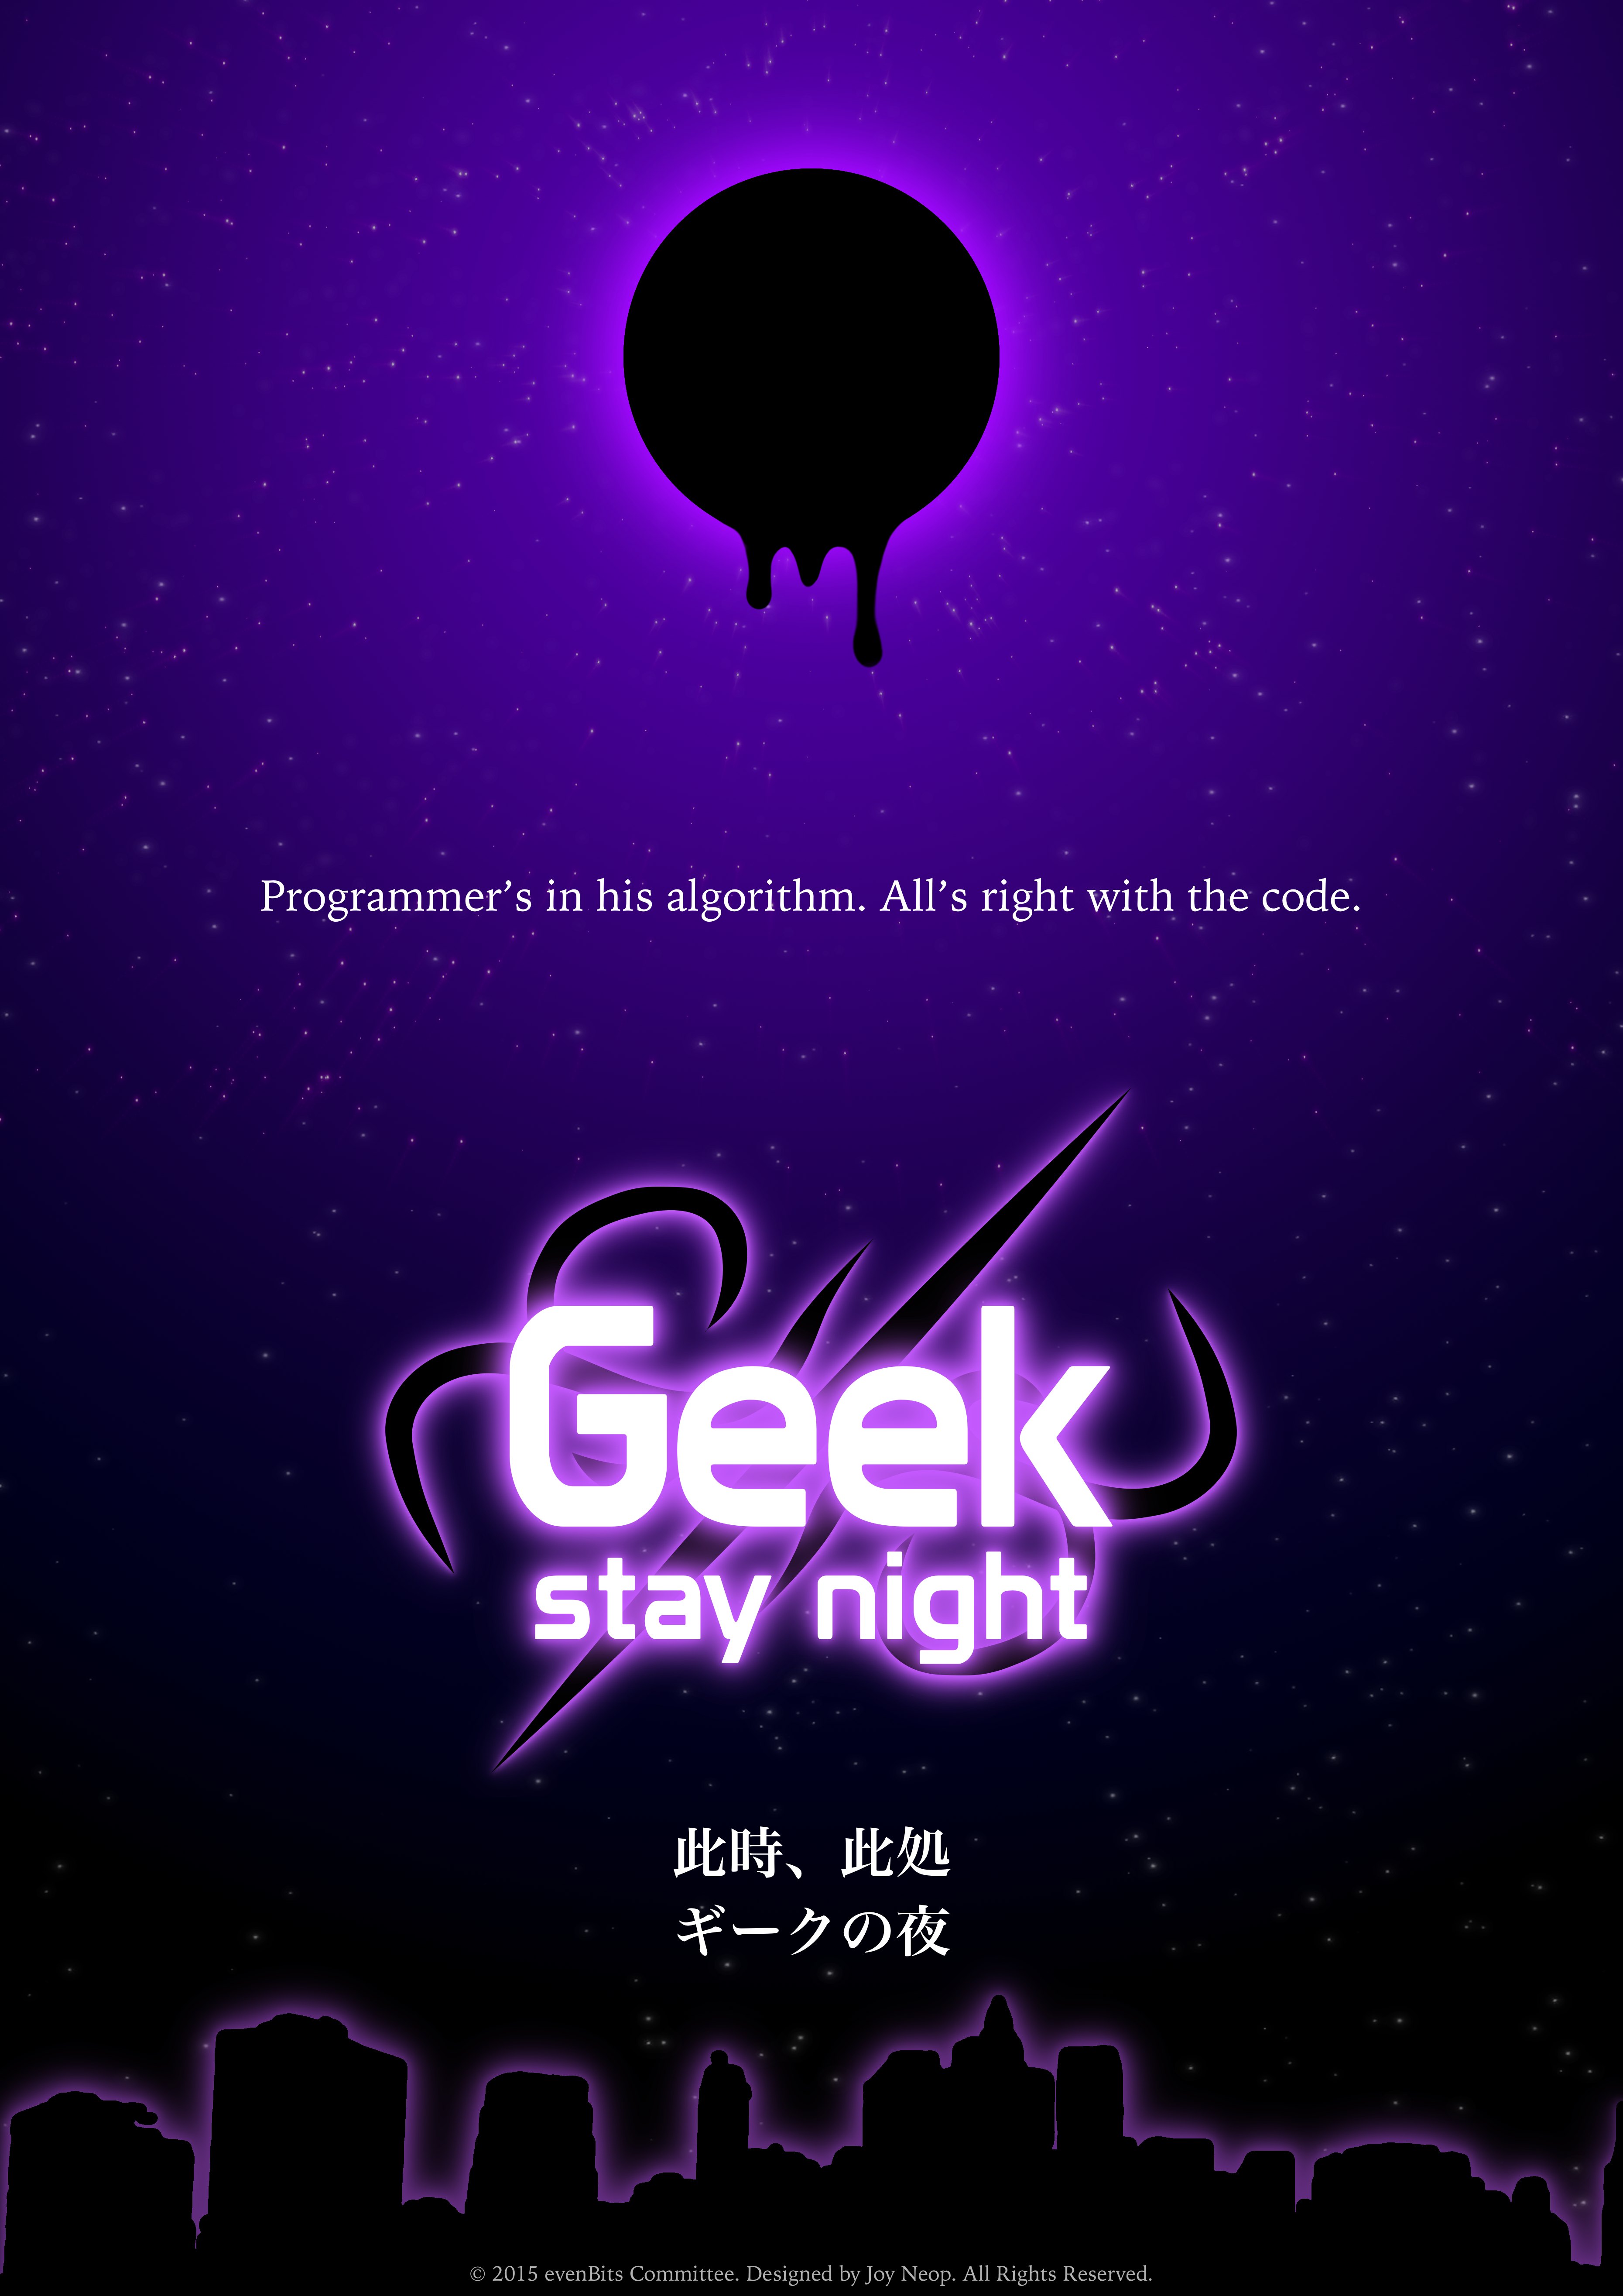 Programmer’s in his algorithm. All’s right with the code.
Geek
stay night
此時、此処
ギークの夜
© 2015 evenBits Committee. Designed by Joy Neop. All Rights Reserved.